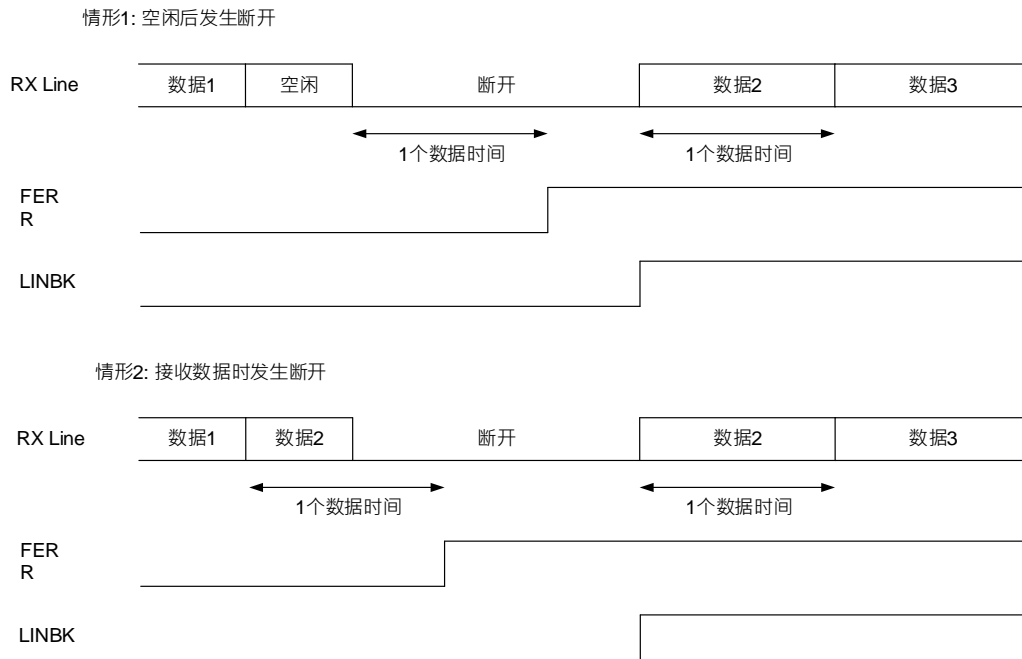 情形1: 空闲后发生断开
RX Line 数据1 空闲 断开 数据2 数据3
1个数据时间 1个数据时间
FER
R
LINBK
情形2: 接收数据时发生断开
RX Line 数据1 数据2 断开 数据2 数据3
1个数据时间 1个数据时间
FER
R
LINBK